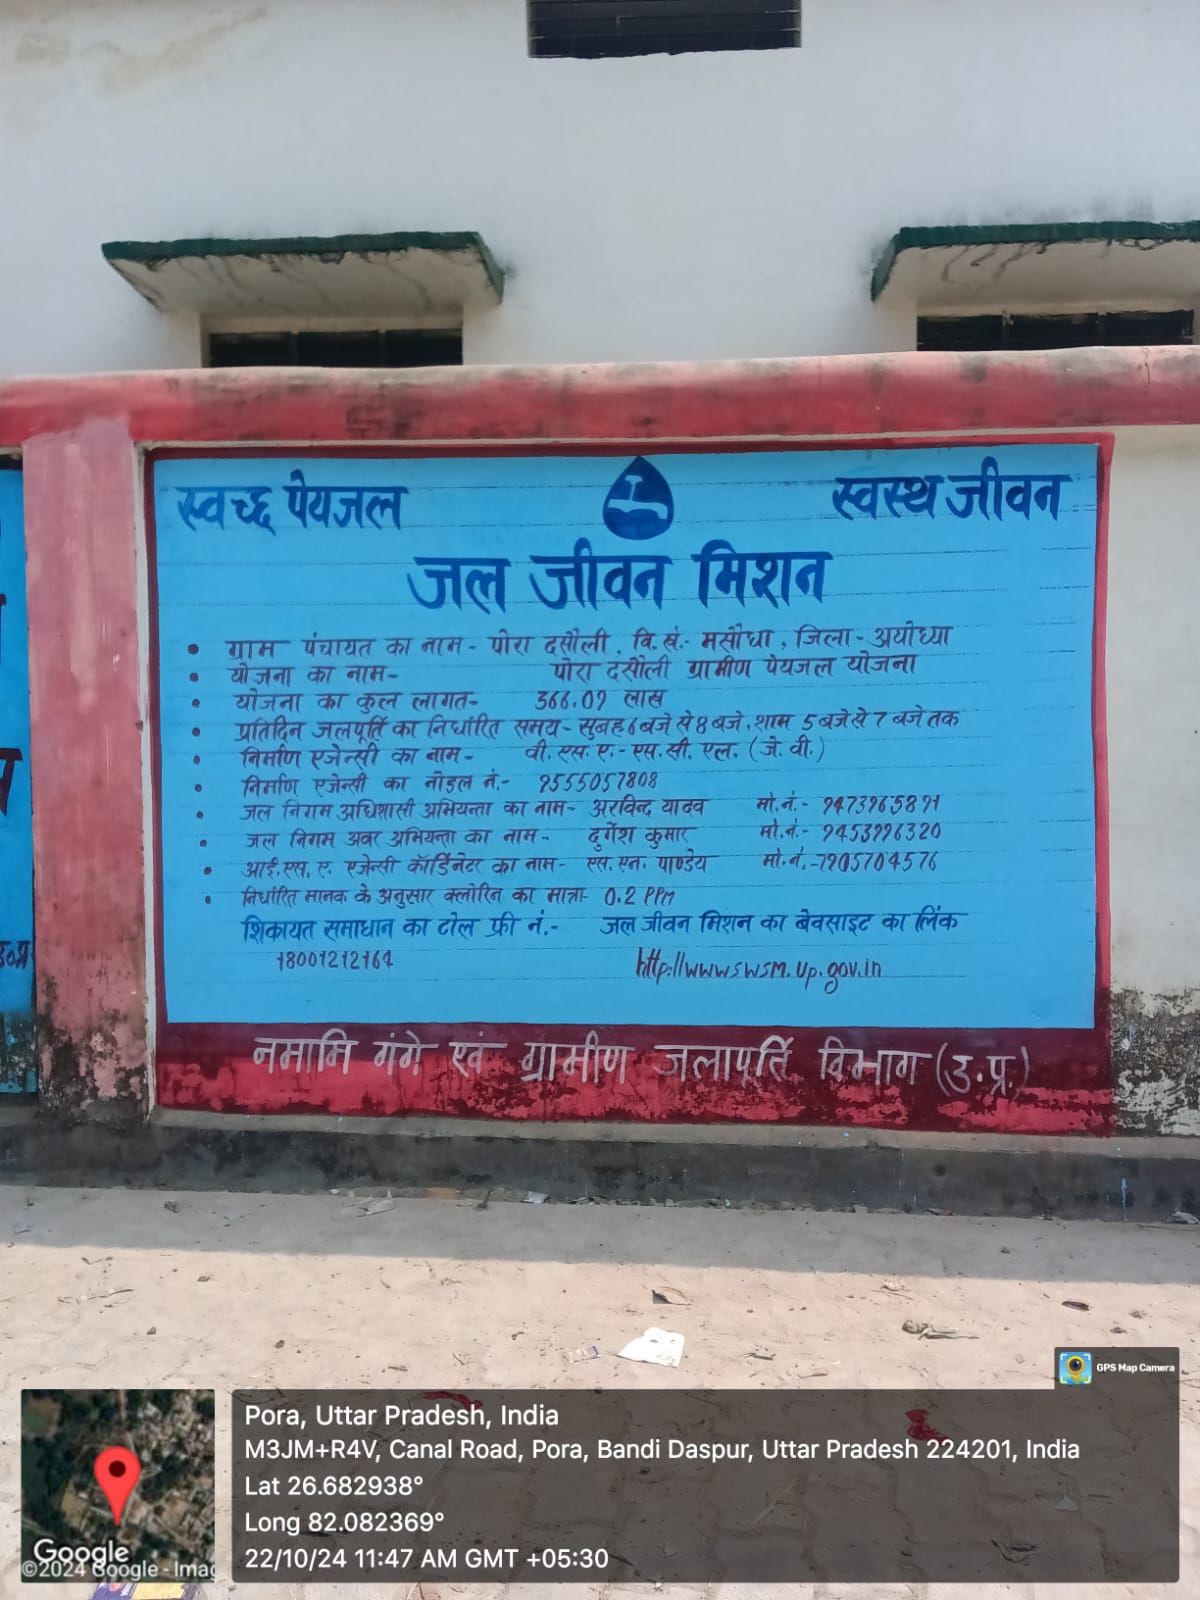 स्वच्छ पेयजल
स्वस्थ जीवन
जल जीवन मिशन
• ग्राम पंचायत का नाम- पोरा दसौली, वि.खं.- मसौधा, जिला- अयोध्या
• योजना का नाम- पोरा दसौली ग्रामीण पेयजल योजना
• योजना का कुल लागत- 366.09 लाख
• प्रतिदिन जलपूर्ति का निर्धारित समय- सुबह 6 बजे से 8 बजे, शाम 5 बजे से 7 बजे तक
• निर्माण एजेन्सी का नाम- वी.एस.ए.-एस.सी.एल. (जे.वी.)
• निर्माण एजेन्सी का नोडल नं.- 9555057808
• जल निगम अधिशासी अभियन्ता का नाम- अरविन्द यादव मो.नं.-
• जल निगम अवर अभियन्ता का नाम- दुर्गेश कुमार मो.नं.-
• आई.एस.ए. एजेन्सी कॉर्डिनेटर का नाम- एस.एन. पाण्डेय मो.नं.-7905704576
• निर्धारित मानक के अनुसार क्लोरिन का मात्रा- 0.2 PPM
शिकायत समाधान का टोल फ्री नं.- जल जीवन मिशन का बेवसाइट का लिंक
18001212164 http://wwwswsm.up.gov.in
नमामि गंगे एवं ग्रामीण जलापूर्ति विभाग (उ.प्र.)
GPS Map Camera
Pora, Uttar Pradesh, India
M3JM+R4V, Canal Road, Pora, Bandi Daspur, Uttar Pradesh 224201, India
Lat 26.682938°
Long 82.082369°
22/10/24 11:47 AM GMT +05:30
Google
©2024 Google - Imag